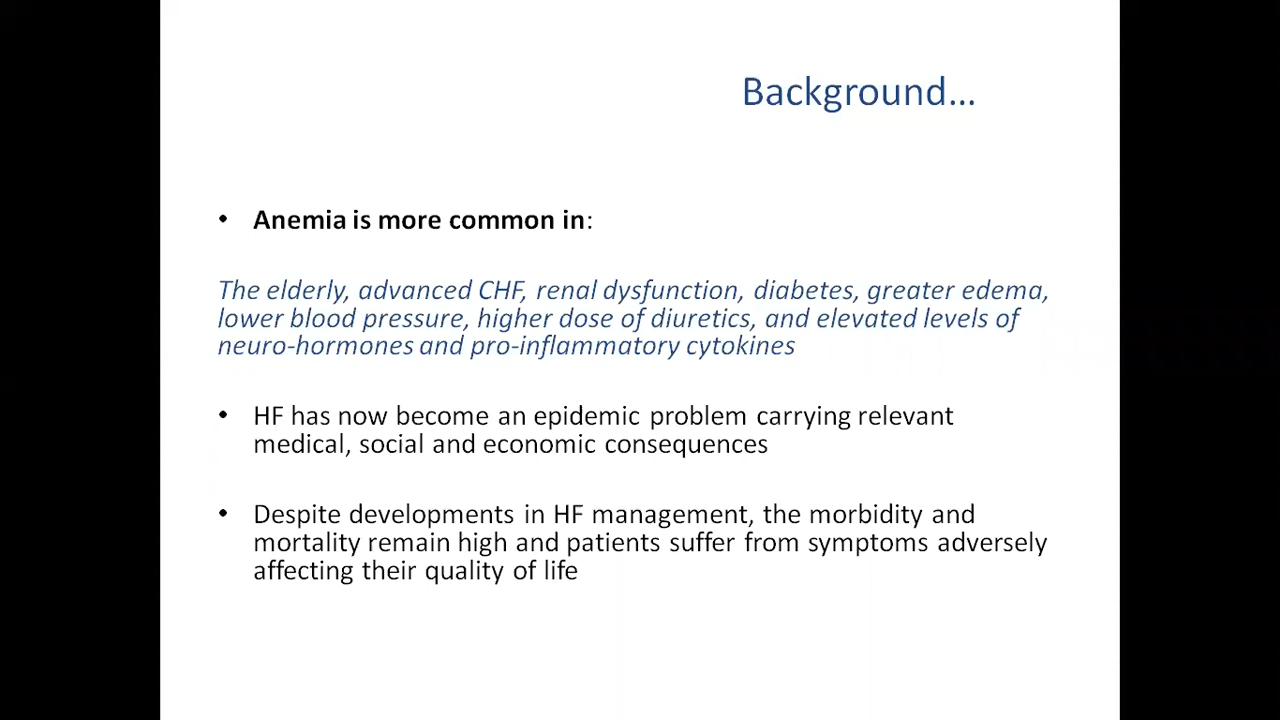 Background...
• Anemia is more common in:
The elderly, advanced CHF, renal dysfunction, diabetes, greater edema,
lower blood pressure, higher dose of diuretics, and elevated levels of
neuro-hormones and pro-inflammatory cytokines
• HF has now become an epidemic problem carrying relevant
medical, social and economic consequences
• Despite developments in HF management, the morbidity and
mortality remain high and patients suffer from symptoms adversely
affecting their quality of life